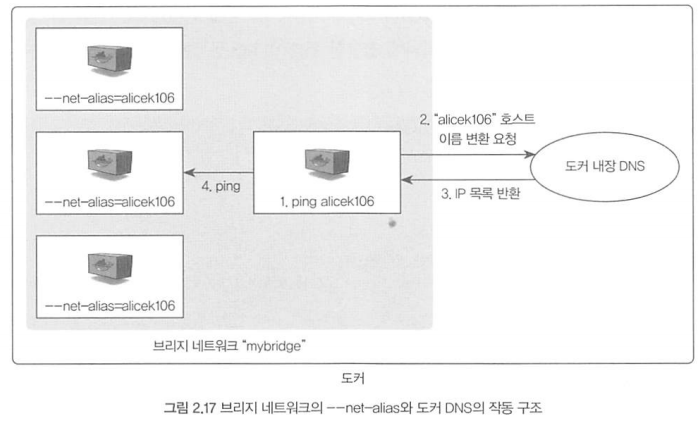 --net-alias=alicek106
--net-alias=alicek106
--net-alias=alicek106
4. ping
1. ping alicek106
2. “alicek106” 호스트
이름 변환 요청
3. IP 목록 반환
도커 내장 DNS
브리지 네트워크 “mybridge”
도커
그림 2.17 브리지 네트워크의 --net-alias와 도커 DNS의 작동 구조